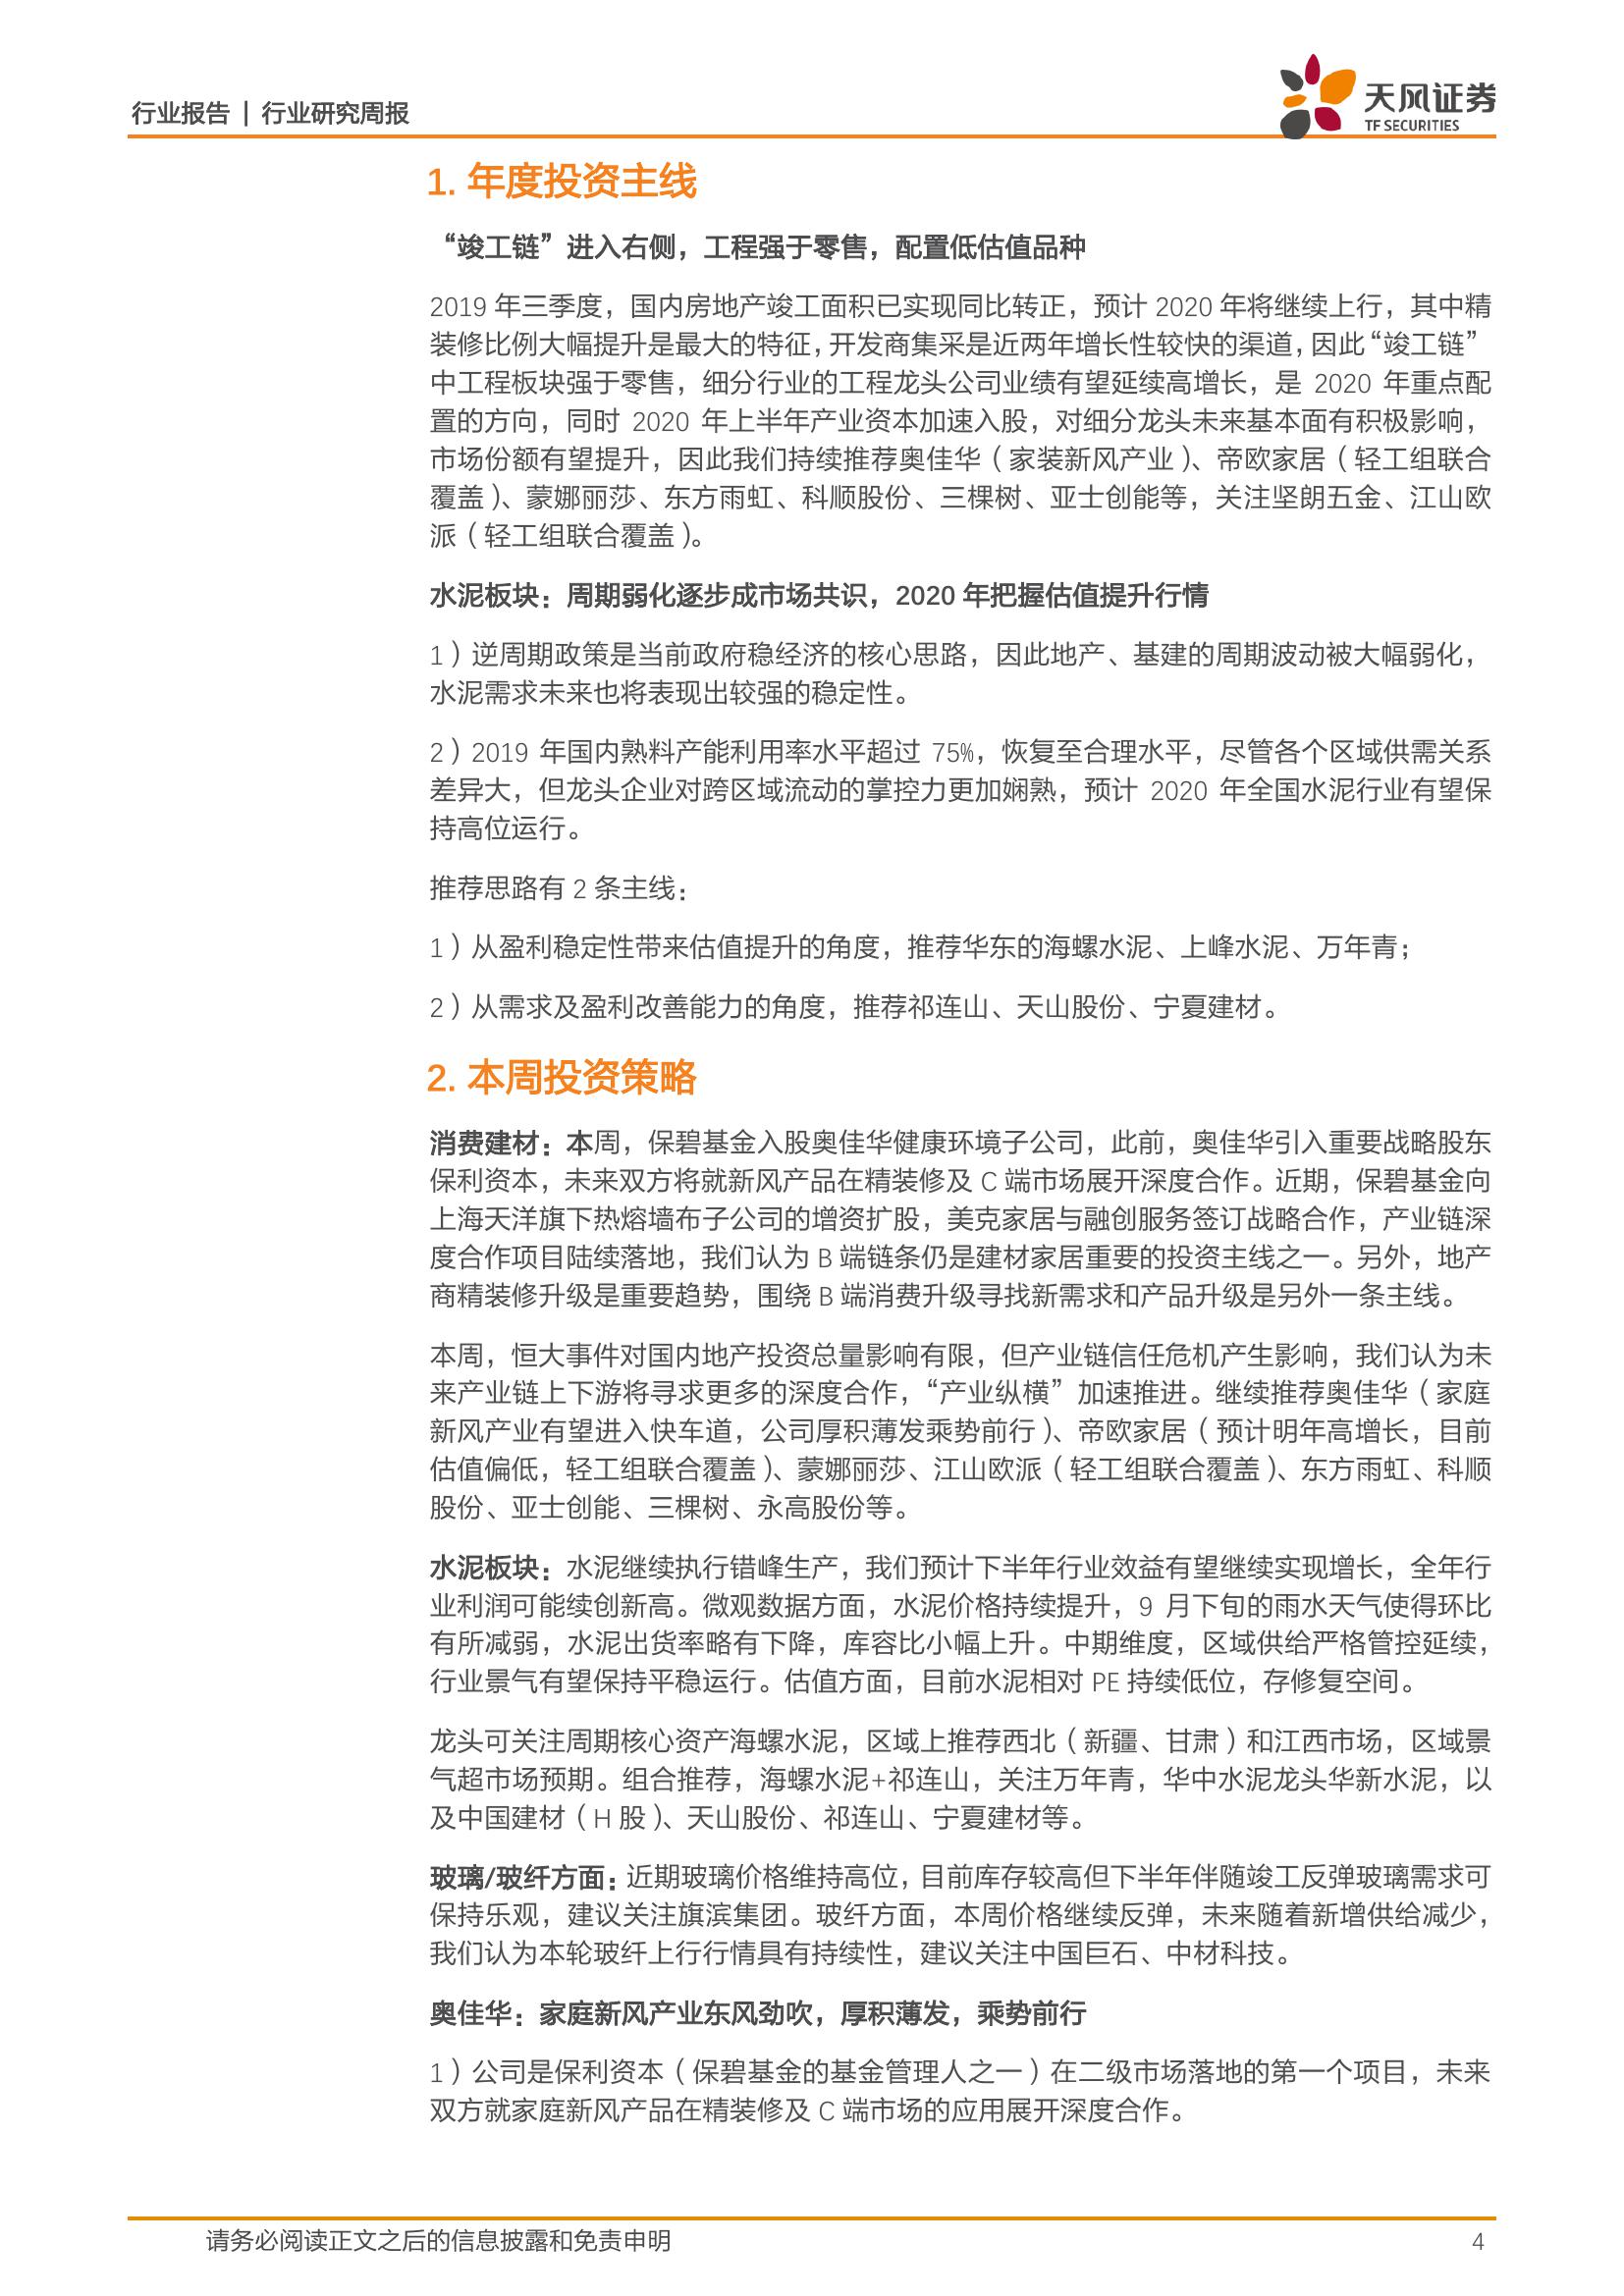 行业报告 | 行业研究周报
天风证券
TF SECURITIES
1. 年度投资主线
“竣工链”进入右侧，工程强于零售，配置低估值品种
2019 年三季度，国内房地产竣工面积已实现同比转正，预计 2020 年将继续上行，其中精
装修比例大幅提升是最大的特征，开发商集采是近两年增长性较快的渠道，因此“竣工链”
中工程板块强于零售，细分行业的工程龙头公司业绩有望延续高增长，是 2020 年重点配
置的方向，同时 2020 年上半年产业资本加速入股，对细分龙头未来基本面有积极影响，
市场份额有望提升，因此我们持续推荐奥佳华（家装新风产业）、帝欧家居（轻工组联合
覆盖）、蒙娜丽莎、东方雨虹、科顺股份、三棵树、亚士创能等，关注坚朗五金、江山欧
派（轻工组联合覆盖）。
水泥板块：周期弱化逐步成市场共识，2020 年把握估值提升行情
1）逆周期政策是当前政府稳经济的核心思路，因此地产、基建的周期波动被大幅弱化，
水泥需求未来也将表现出较强的稳定性。
2）2019 年国内熟料产能利用率水平超过 75%，恢复至合理水平，尽管各个区域供需关系
差异大，但龙头企业对跨区域流动的掌控力更加娴熟，预计 2020 年全国水泥行业有望保
持高位运行。
推荐思路有 2 条主线：
1）从盈利稳定性带来估值提升的角度，推荐华东的海螺水泥、上峰水泥、万年青；
2）从需求及盈利改善能力的角度，推荐祁连山、天山股份、宁夏建材。
2. 本周投资策略
消费建材：本周，保碧基金入股奥佳华健康环境子公司，此前，奥佳华引入重要战略股东
保利资本，未来双方将就新风产品在精装修及 C 端市场展开深度合作。近期，保碧基金向
上海天洋旗下热熔墙布子公司的增资扩股，美克家居与融创服务签订战略合作，产业链深
度合作项目陆续落地，我们认为 B 端链条仍是建材家居重要的投资主线之一。另外，地产
商精装修升级是重要趋势，围绕 B 端消费升级寻找新需求和产品升级是另外一条主线。
本周，恒大事件对国内地产投资总量影响有限，但产业链信任危机产生影响，我们认为未
来产业链上下游将寻求更多的深度合作，“产业纵横”加速推进。继续推荐奥佳华（家庭
新风产业有望进入快车道，公司厚积薄发乘势前行）、帝欧家居（预计明年高增长，目前
估值偏低，轻工组联合覆盖）、蒙娜丽莎、江山欧派（轻工组联合覆盖）、东方雨虹、科顺
股份、亚士创能、三棵树、永高股份等。
水泥板块：水泥继续执行错峰生产，我们预计下半年行业效益有望继续实现增长，全年行
业利润可能续创新高。微观数据方面，水泥价格持续提升，9 月下旬的雨水天气使得环比
有所减弱，水泥出货率略有下降，库容比小幅上升。中期维度，区域供给严格管控延续，
行业景气有望保持平稳运行。估值方面，目前水泥相对 PE 持续低位，存修复空间。
龙头可关注周期核心资产海螺水泥，区域上推荐西北（新疆、甘肃）和江西市场，区域景
气超市场预期。组合推荐，海螺水泥+祁连山，关注万年青，华中水泥龙头华新水泥，以
及中国建材（H 股）、天山股份、祁连山、宁夏建材等。
玻璃/玻纤方面：近期玻璃价格维持高位，目前库存较高但下半年伴随竣工反弹玻璃需求可
保持乐观，建议关注旗滨集团。玻纤方面，本周价格继续反弹，未来随着新增供给减少，
我们认为本轮玻纤上行行情具有持续性，建议关注中国巨石、中材科技。
奥佳华：家庭新风产业东风劲吹，厚积薄发，乘势前行
1）公司是保利资本（保碧基金的基金管理人之一）在二级市场落地的第一个项目，未来
双方就家庭新风产品在精装修及 C 端市场的应用展开深度合作。
请务必阅读正文之后的信息披露和免责申明
4